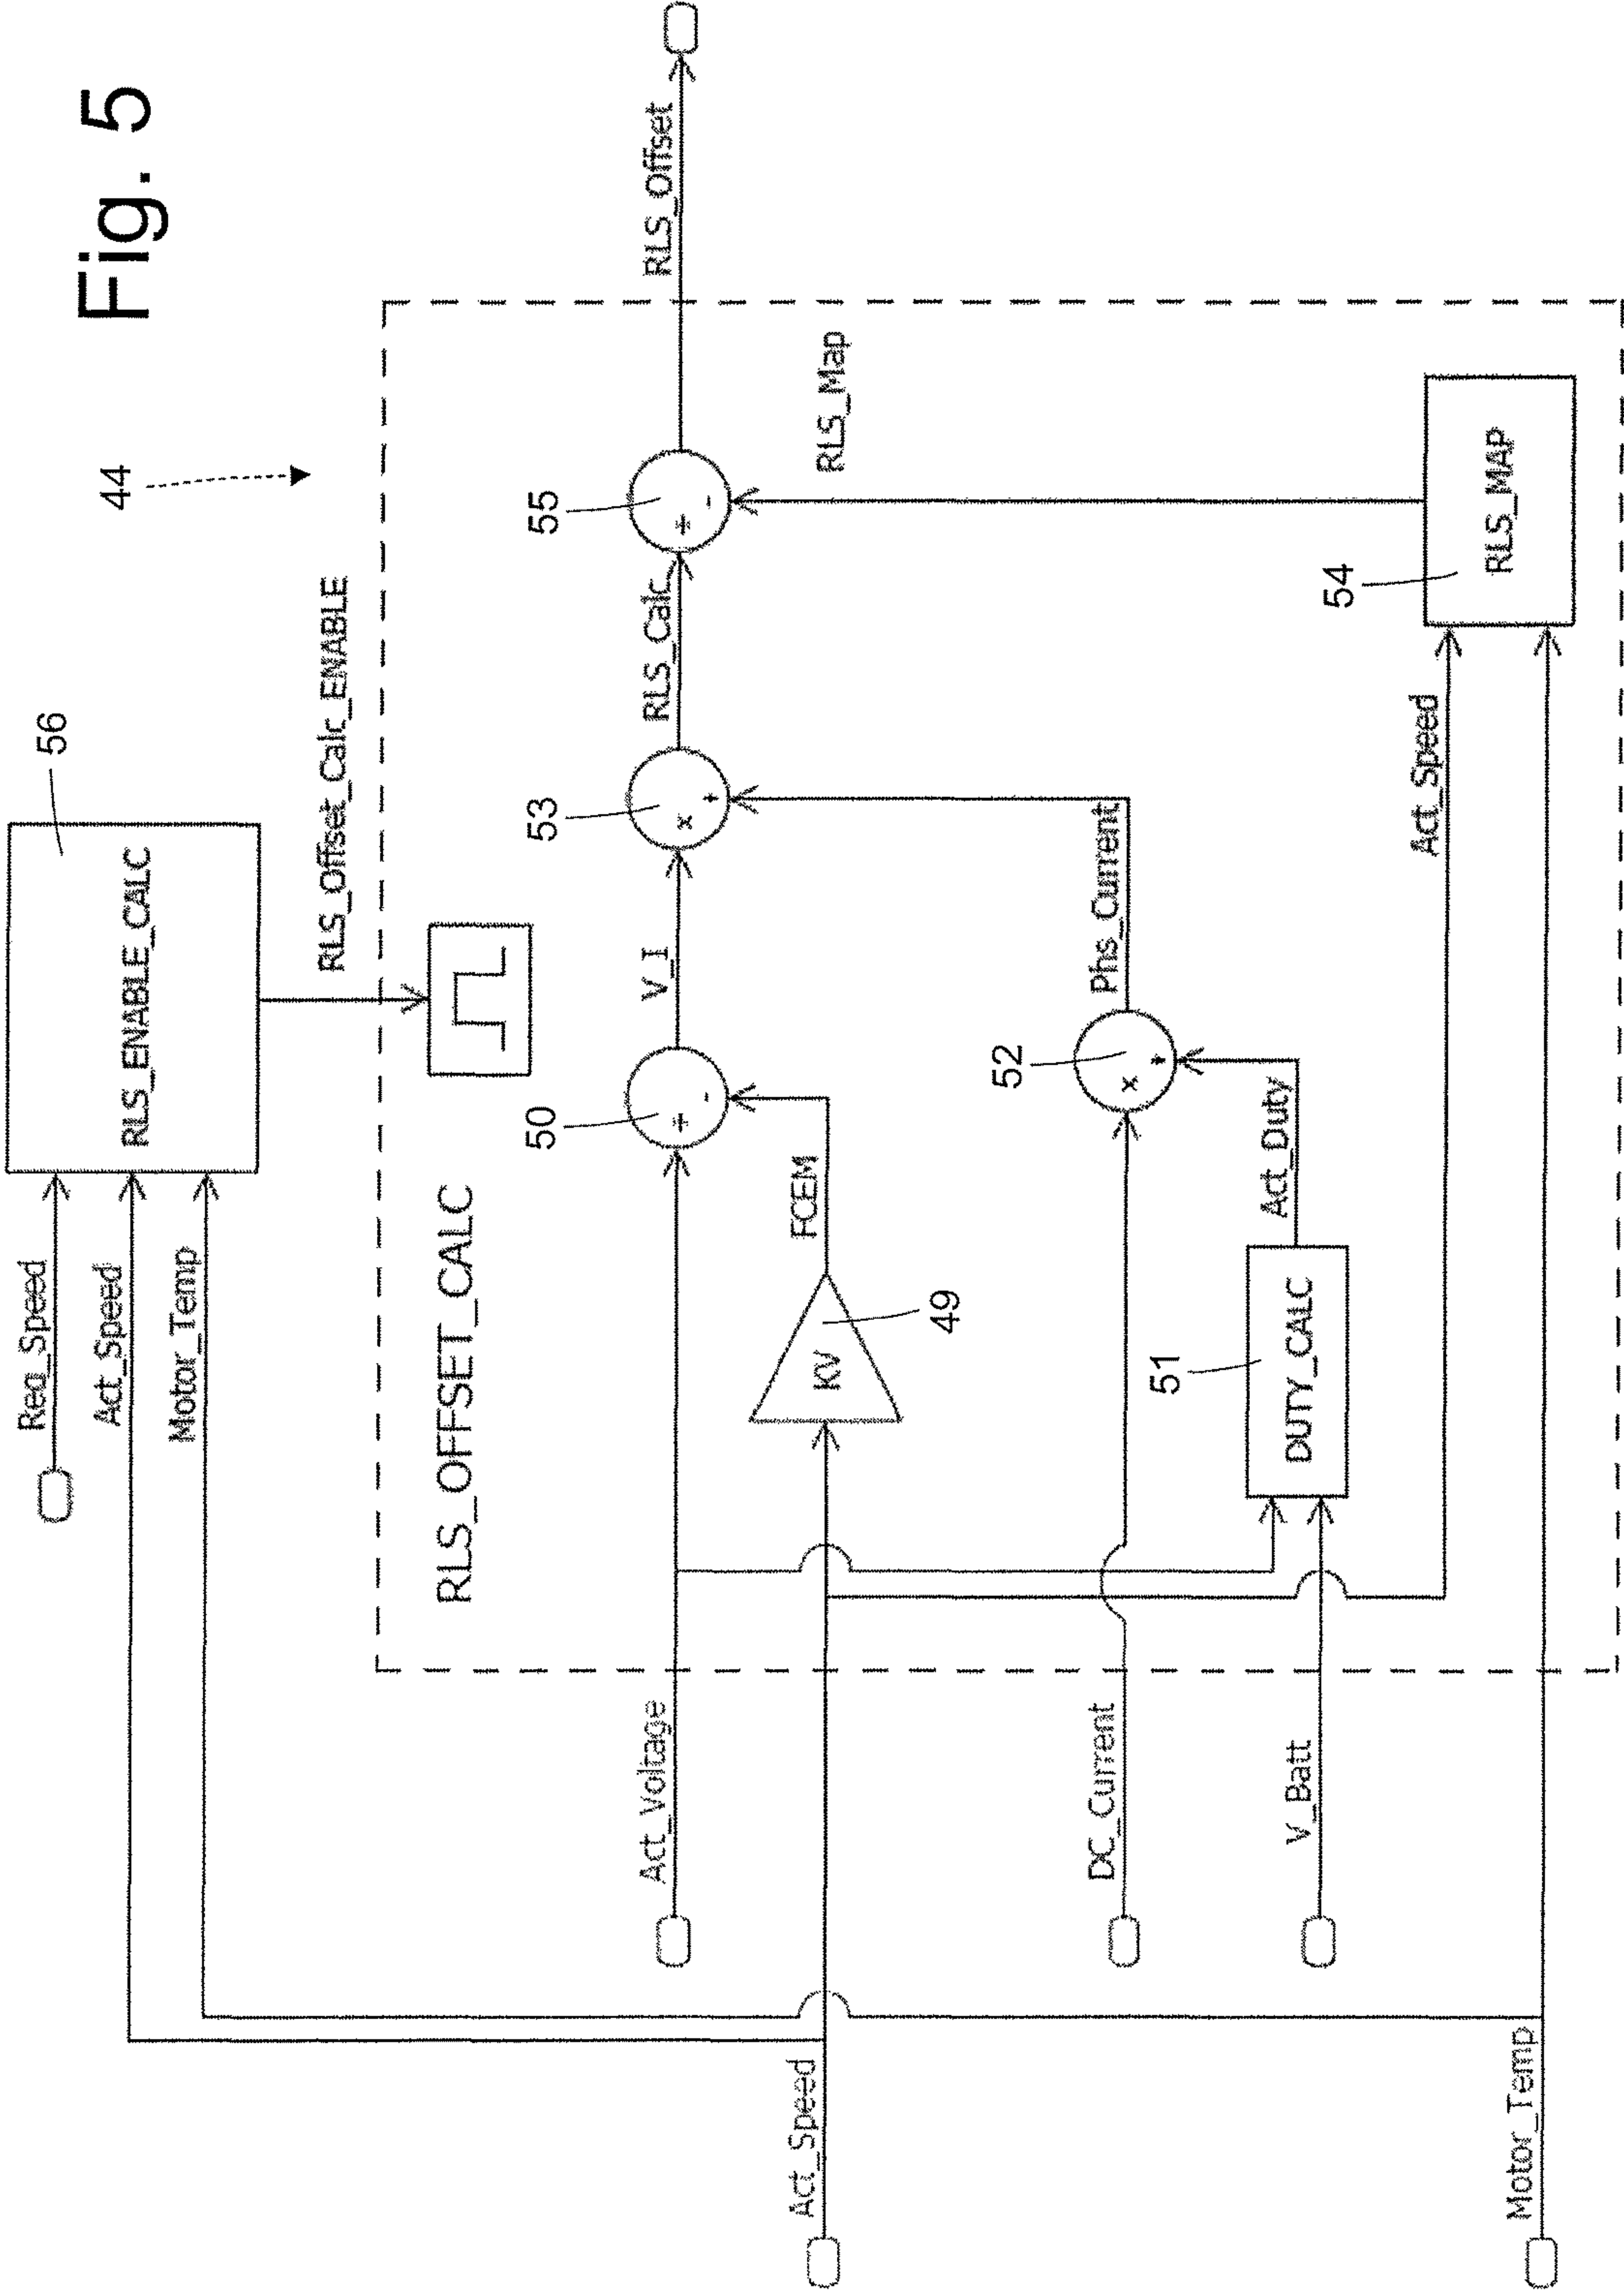 Fig. 5
44
56
RLS_ENABLE_CALC
Req_Speed
Act_Speed
Motor_Temp
RLS_Offset_Calc_ENABLE
RLS_OFFSET_CALC
Act_Voltage
50
+
-
V_I
53
x
÷
RLS_Calc
55
+
-
RLS_Offset
Act_Speed
KV
49
FCEM
RLS_Map
DC_Current
52
x
÷
Phs_Current
V_Batt
51
DUTY_CALC
Act_Duty
Act_Speed
54
RLS_MAP
Motor_Temp